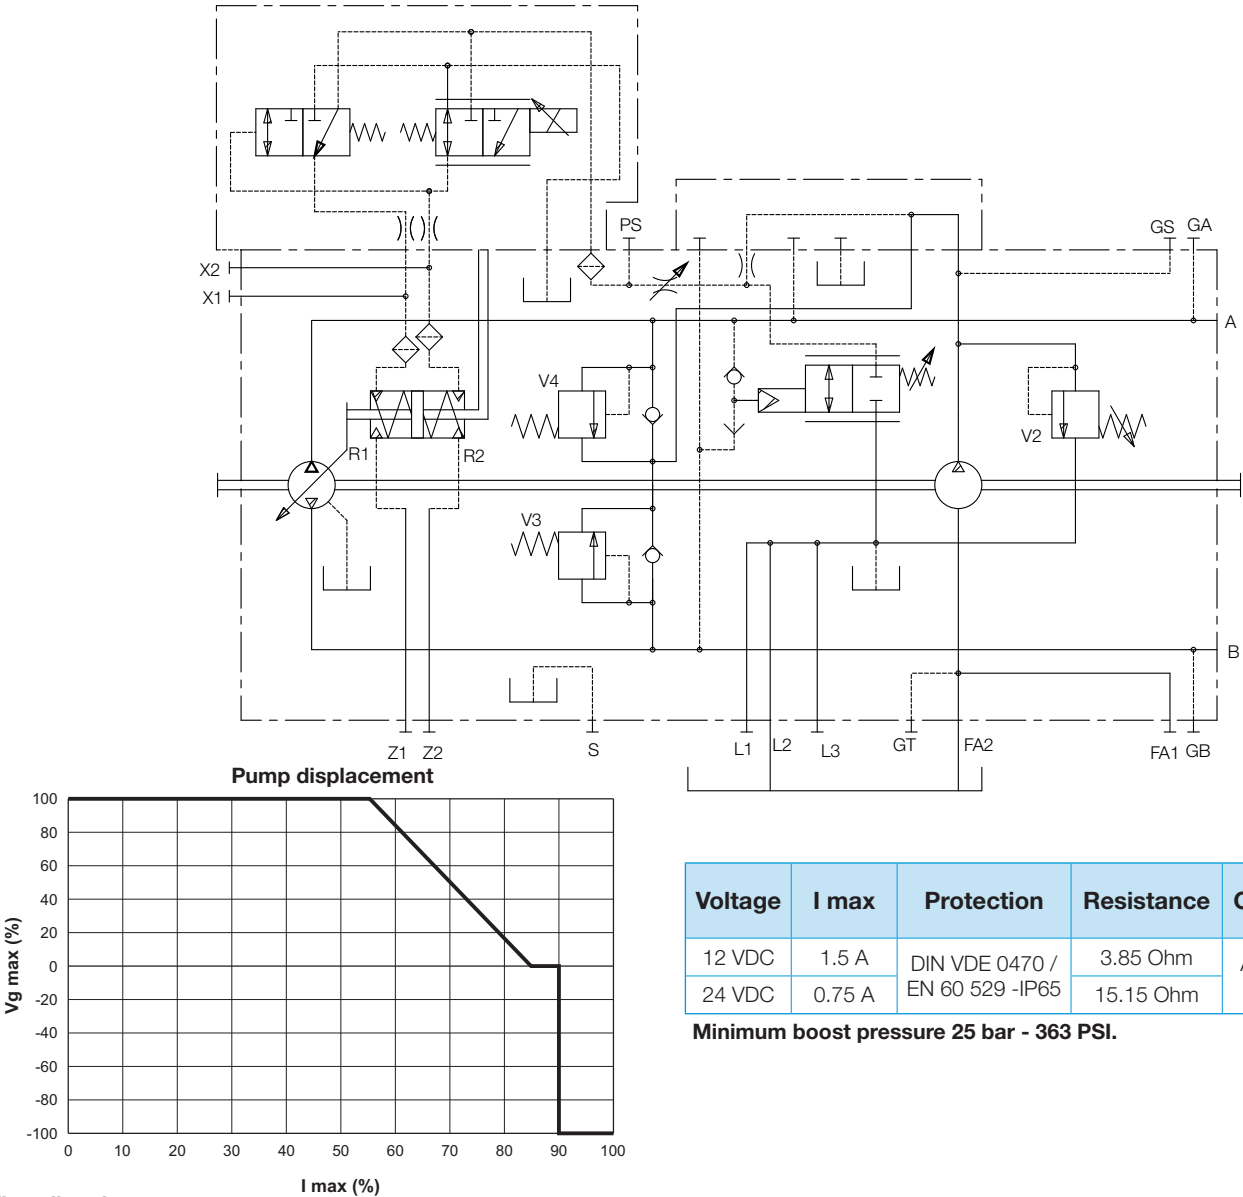 PS
GS GA
X2
X1
A
V4
V2
R1
R2
V3
B
Z1 Z2
S
L1 L2 L3
GT
FA2
FA1 GB
Pump displacement
100
80
60
40
20
0
-20
-40
-60
-80
-100
Vg max (%)
0 10 20 30 40 50 60 70 80 90 100
I max (%)
Voltage I max Protection Resistance
12 VDC 1.5 A DIN VDE 0470 / 3.85 Ohm
24 VDC 0.75 A EN 60 529 -IP65 15.15 Ohm
Minimum boost pressure 25 bar - 363 PSI.